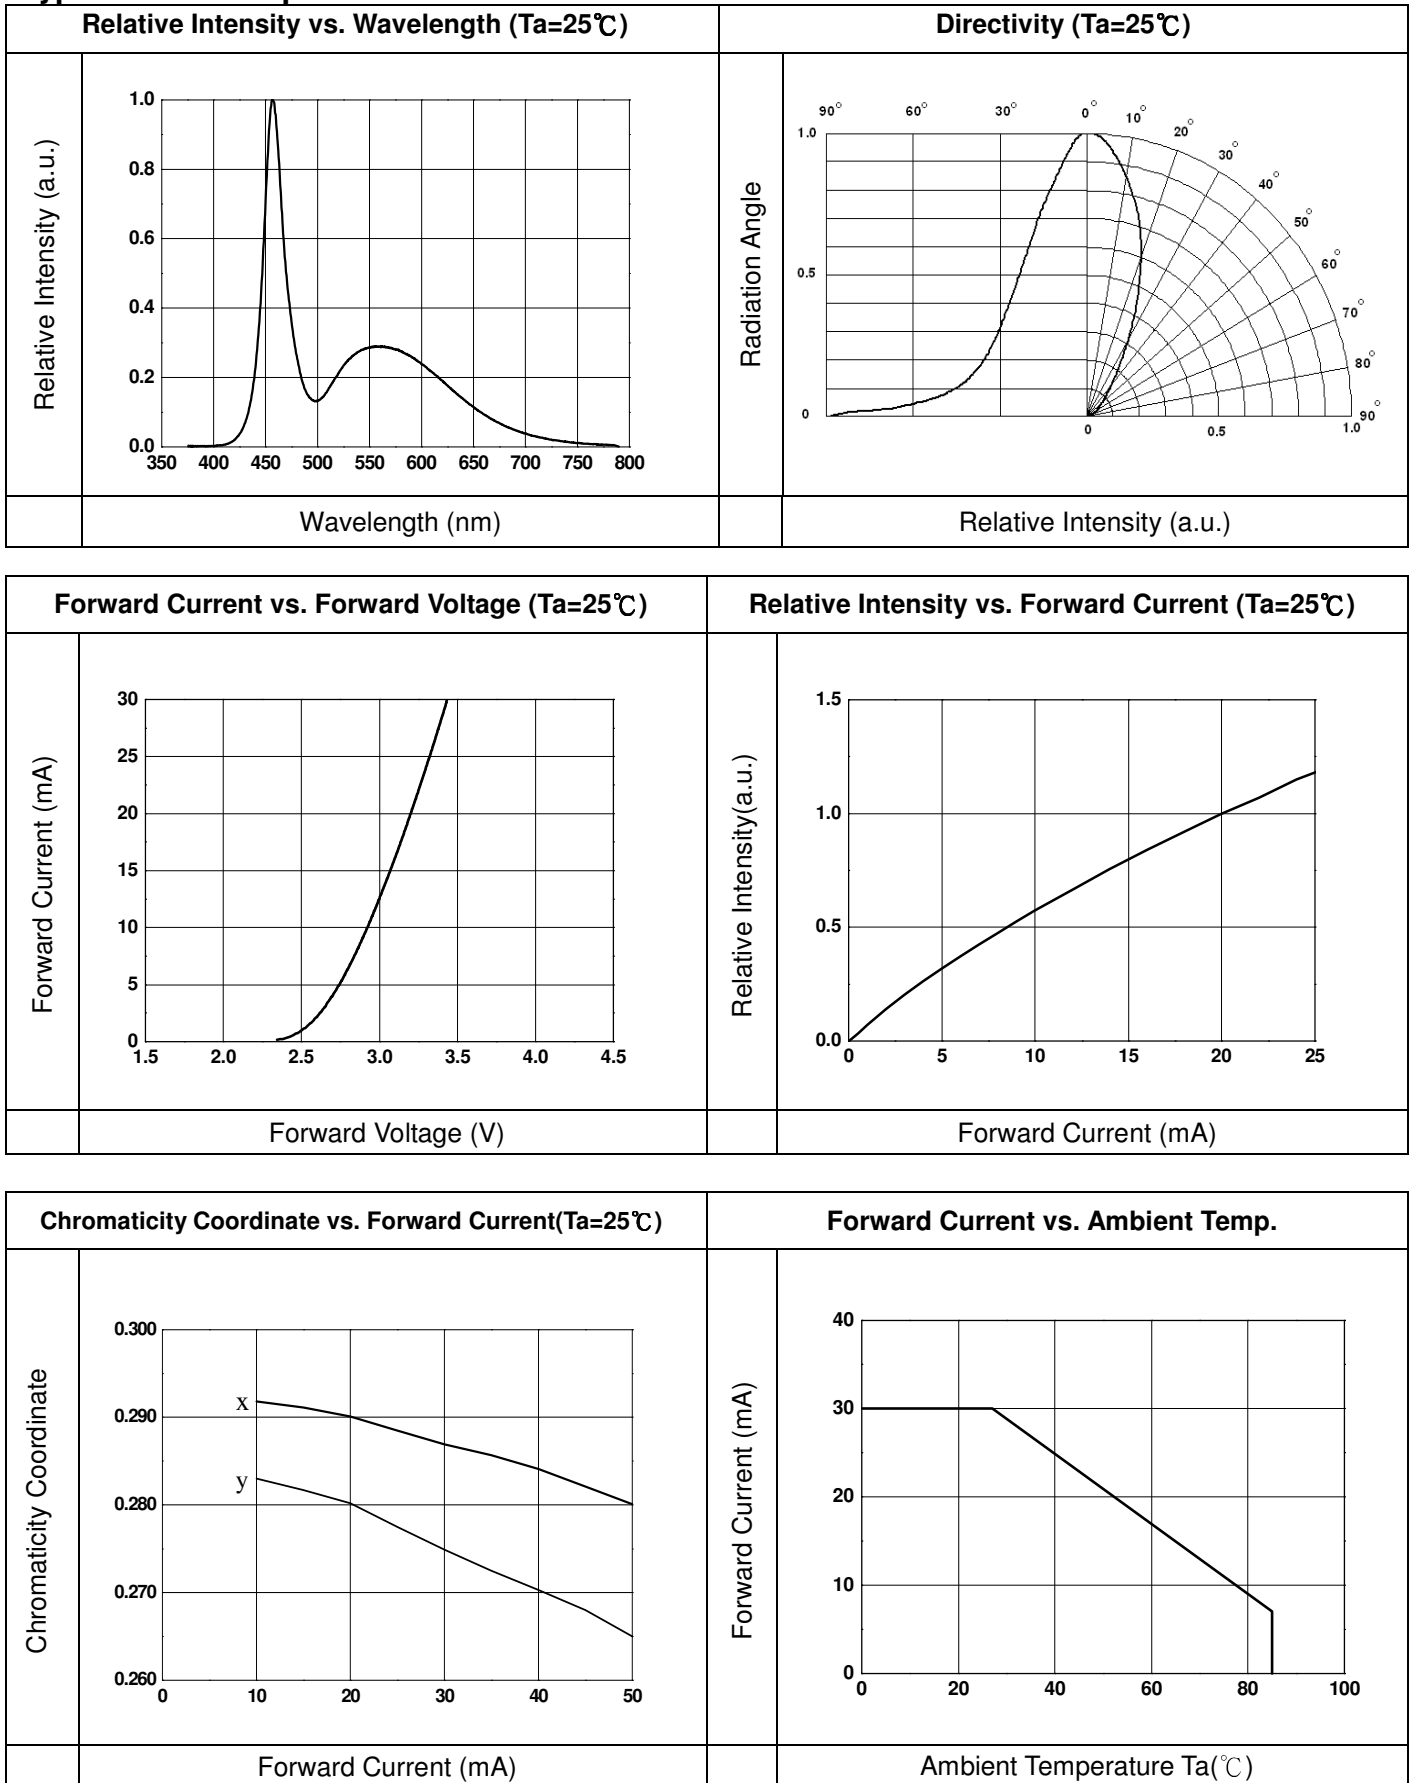 Relative Intensity vs. Wavelength (Ta=25℃)
Relative Intensity (a.u.)
1.0
0.8
0.6
0.4
0.2
0.0
350 400 450 500 550 600 650 700 750 800
Wavelength (nm)
Directivity (Ta=25℃)
Radiation Angle
90° 60° 30° 0° 10° 20° 30° 40° 50° 60° 70° 80° 90°
1.0
0.5
0
0 0.5 1.0
Relative Intensity (a.u.)
Forward Current vs. Forward Voltage (Ta=25℃)
Forward Current (mA)
30
25
20
15
10
5
0
1.5 2.0 2.5 3.0 3.5 4.0 4.5
Forward Voltage (V)
Relative Intensity vs. Forward Current (Ta=25℃)
Relative Intensity(a.u.)
1.5
1.0
0.5
0.0
0 5 10 15 20 25
Forward Current (mA)
Chromaticity Coordinate vs. Forward Current(Ta=25℃)
Chromaticity Coordinate
0.300
0.290
0.280
0.270
0.260
x
y
0 10 20 30 40 50
Forward Current (mA)
Forward Current vs. Ambient Temp.
Forward Current (mA)
40
30
20
10
0
0 20 40 60 80 100
Ambient Temperature Ta(℃)